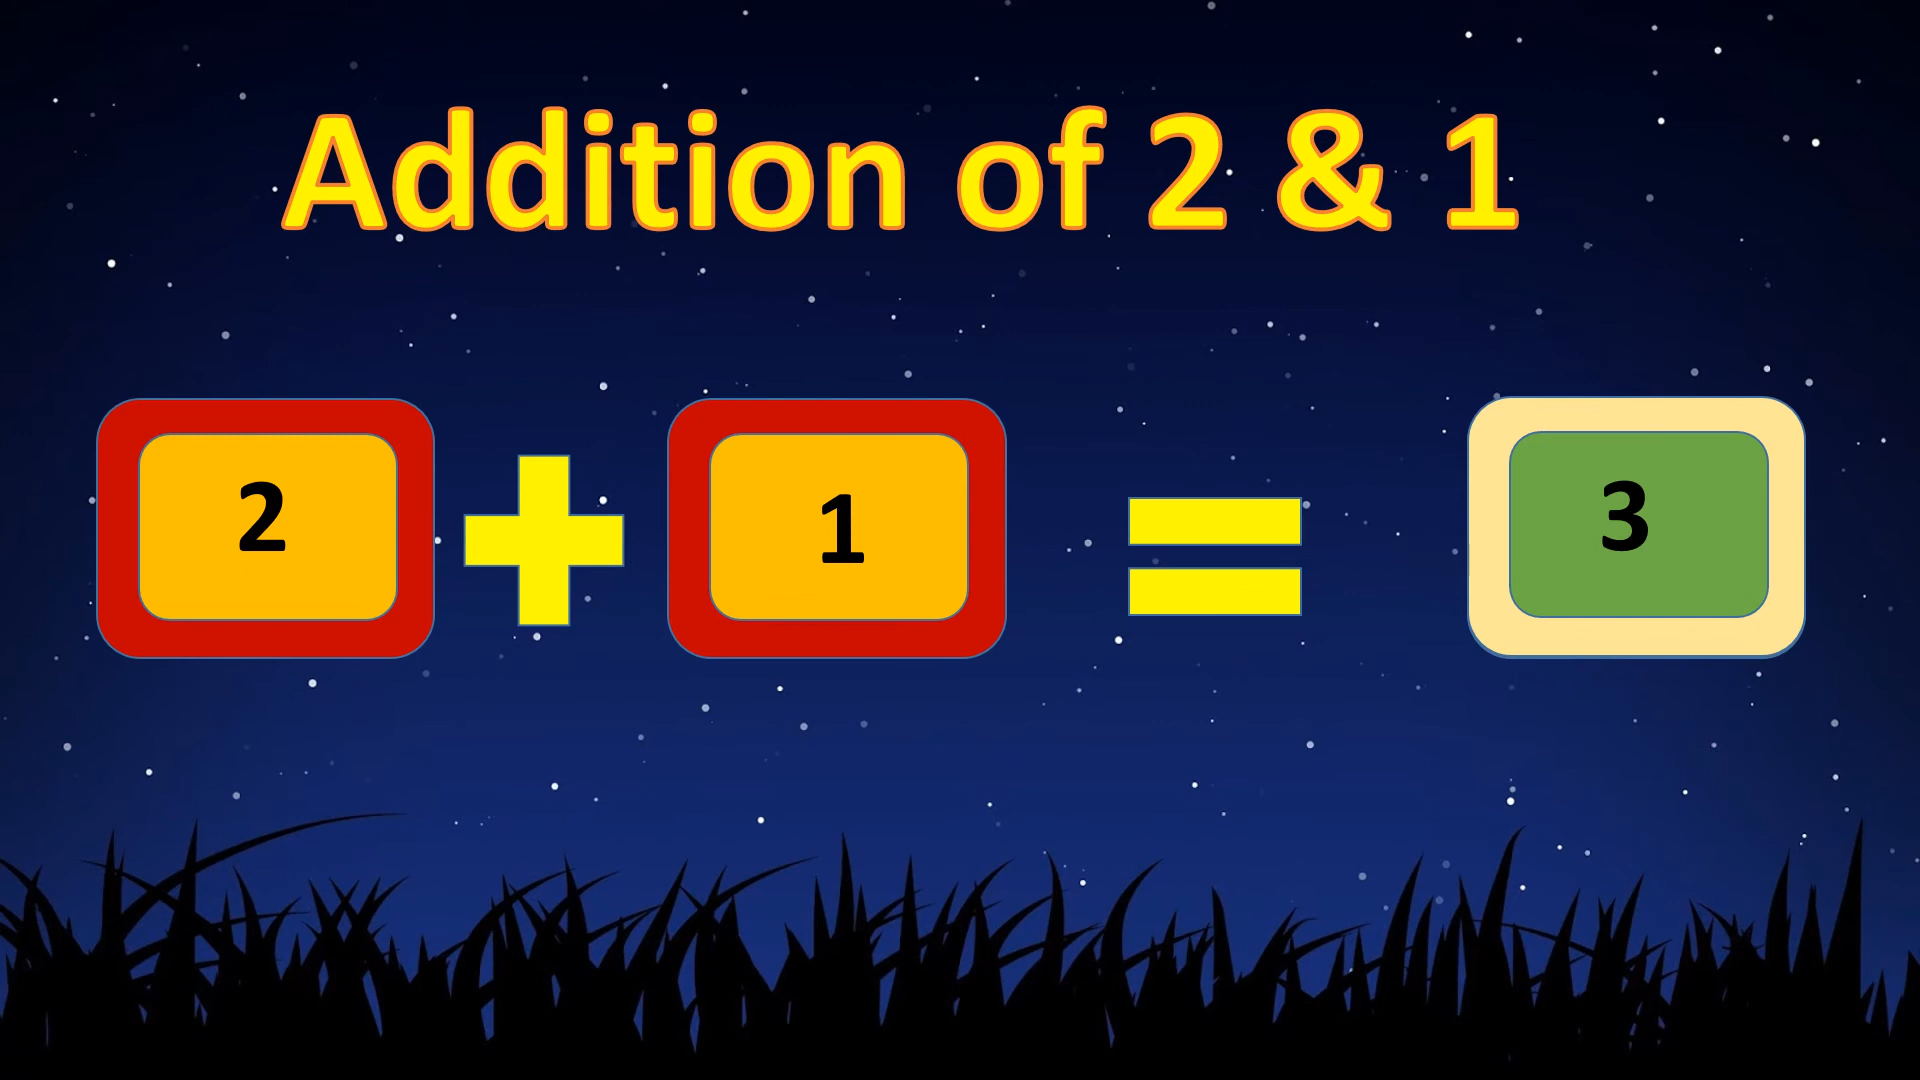 Addition of 2 & 1
2 + 1 = 3